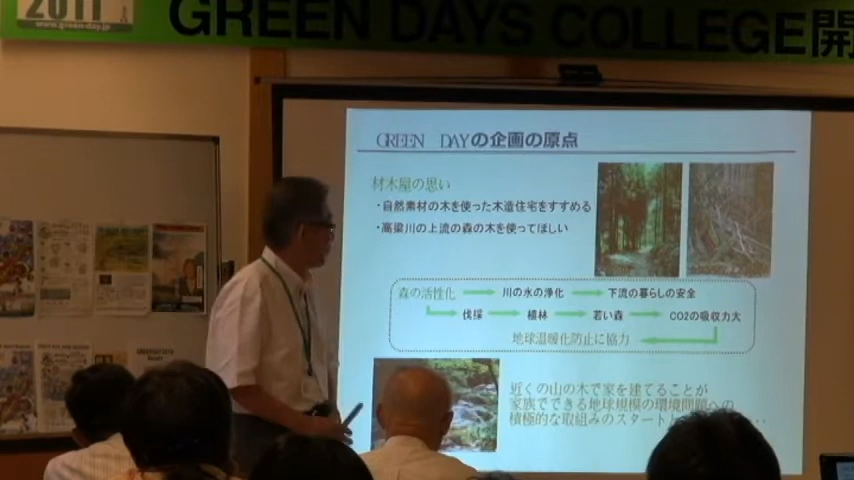 2011
www.green-day.jp
GREEN DAYS COLLEGE開
GREEN DAYの企画の原点
材木屋の思い
・自然素材の木を使った木造住宅をすすめる
・高梁川の上流の森の木を使ってほしい
森の活性化 川の水の浄化 下流の暮らしの安全
伐採 植林 若い森 CO2の吸収力大
地球温暖化防止に協力
近くの山の木で家を建てることが
家族でできる地球規模の環境問題への
積極的な取組みのスタート